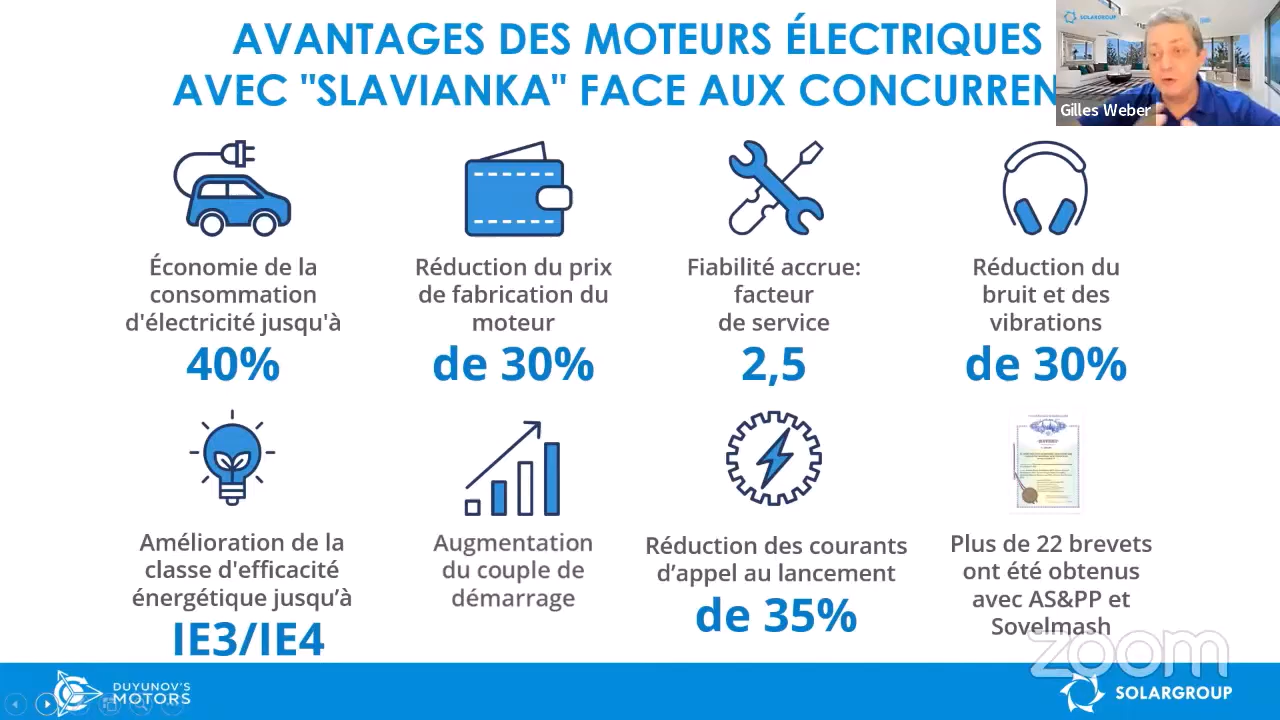 AVANTAGES DES MOTEURS ÉLECTRIQUES
AVEC "SLAVIANKA" FACE AUX CONCURREN
SOLARGROUP
Gilles Weber
Économie de la
consommation
d'électricité jusqu'à
40%
Réduction du prix
de fabrication du
moteur
de 30%
Fiabilité accrue:
facteur
de service
2,5
Réduction du
bruit et des
vibrations
de 30%
Amélioration de la
classe d'efficacité
énergétique jusqu’à
IE3/IE4
Augmentation
du couple de
démarrage
Réduction des courants
d’appel au lancement
de 35%
Plus de 22 brevets
ont été obtenus
avec AS&PP et
Sovelmash
zoom
DUYUNOV'S
MOTORS
SOLARGROUP